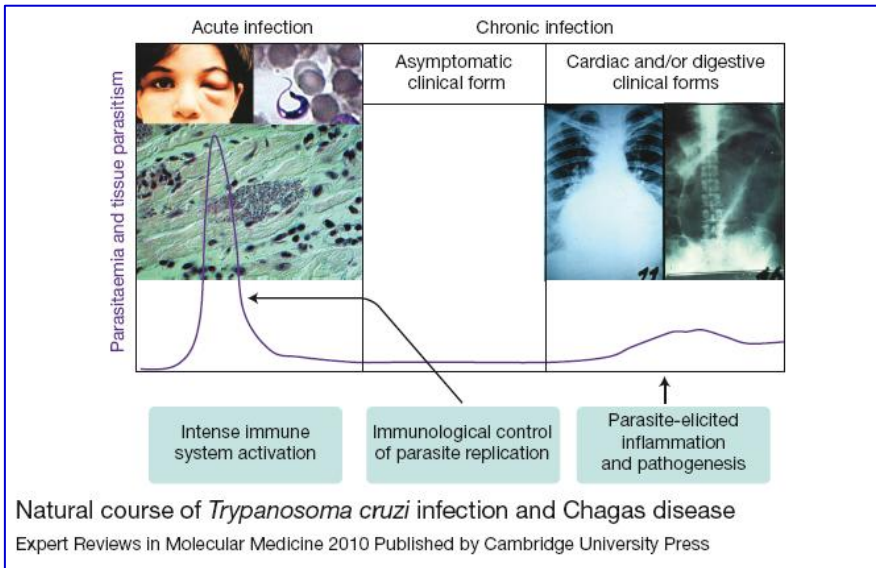 Acute infection
Chronic infection
Asymptomatic
clinical form
Cardiac and/or digestive
clinical forms
Parasitaemia and tissue parasitism
11
Intense immune
system activation
Immunological control
of parasite replication
Parasite-elicited
inflammation
and pathogenesis
Natural course of Trypanosoma cruzi infection and Chagas disease
Expert Reviews in Molecular Medicine 2010 Published by Cambridge University Press